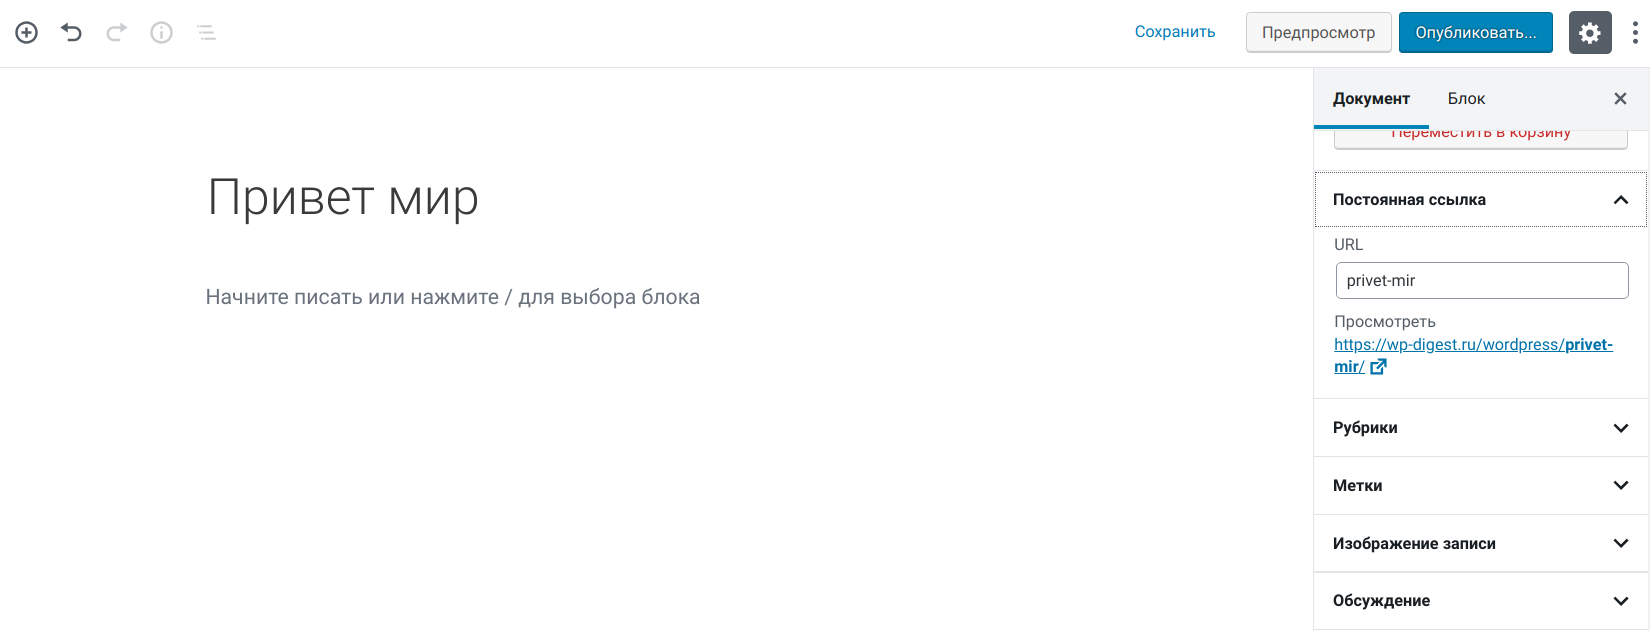 Сохранить
Предпросмотр
Опубликовать...
Документ
Блок
Переместить в корзину
Привет мир
Начните писать или нажмите / для выбора блока
Постоянная ссылка
URL
privet-mir
Просмотреть
https://wp-digest.ru/wordpress/privet-
mir/
Рубрики
Метки
Изображение записи
Обсуждение